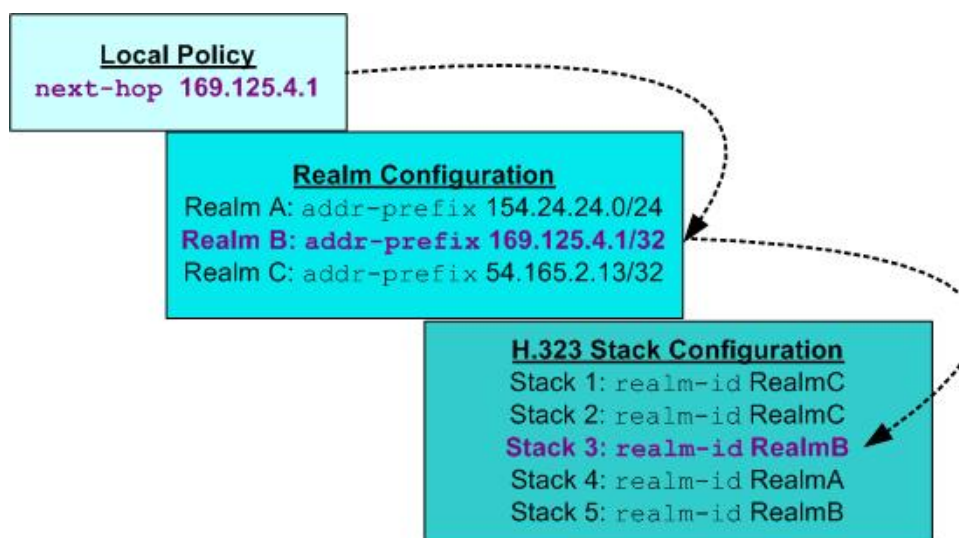 Local Policy
next-hop 169.125.4.1
Realm Configuration
Realm A: addr-prefix 154.24.24.0/24
Realm B: addr-prefix 169.125.4.1/32
Realm C: addr-prefix 54.165.2.13/32
H.323 Stack Configuration
Stack 1: realm-id RealmC
Stack 2: realm-id RealmC
Stack 3: realm-id RealmB
Stack 4: realm-id RealmA
Stack 5: realm-id RealmB